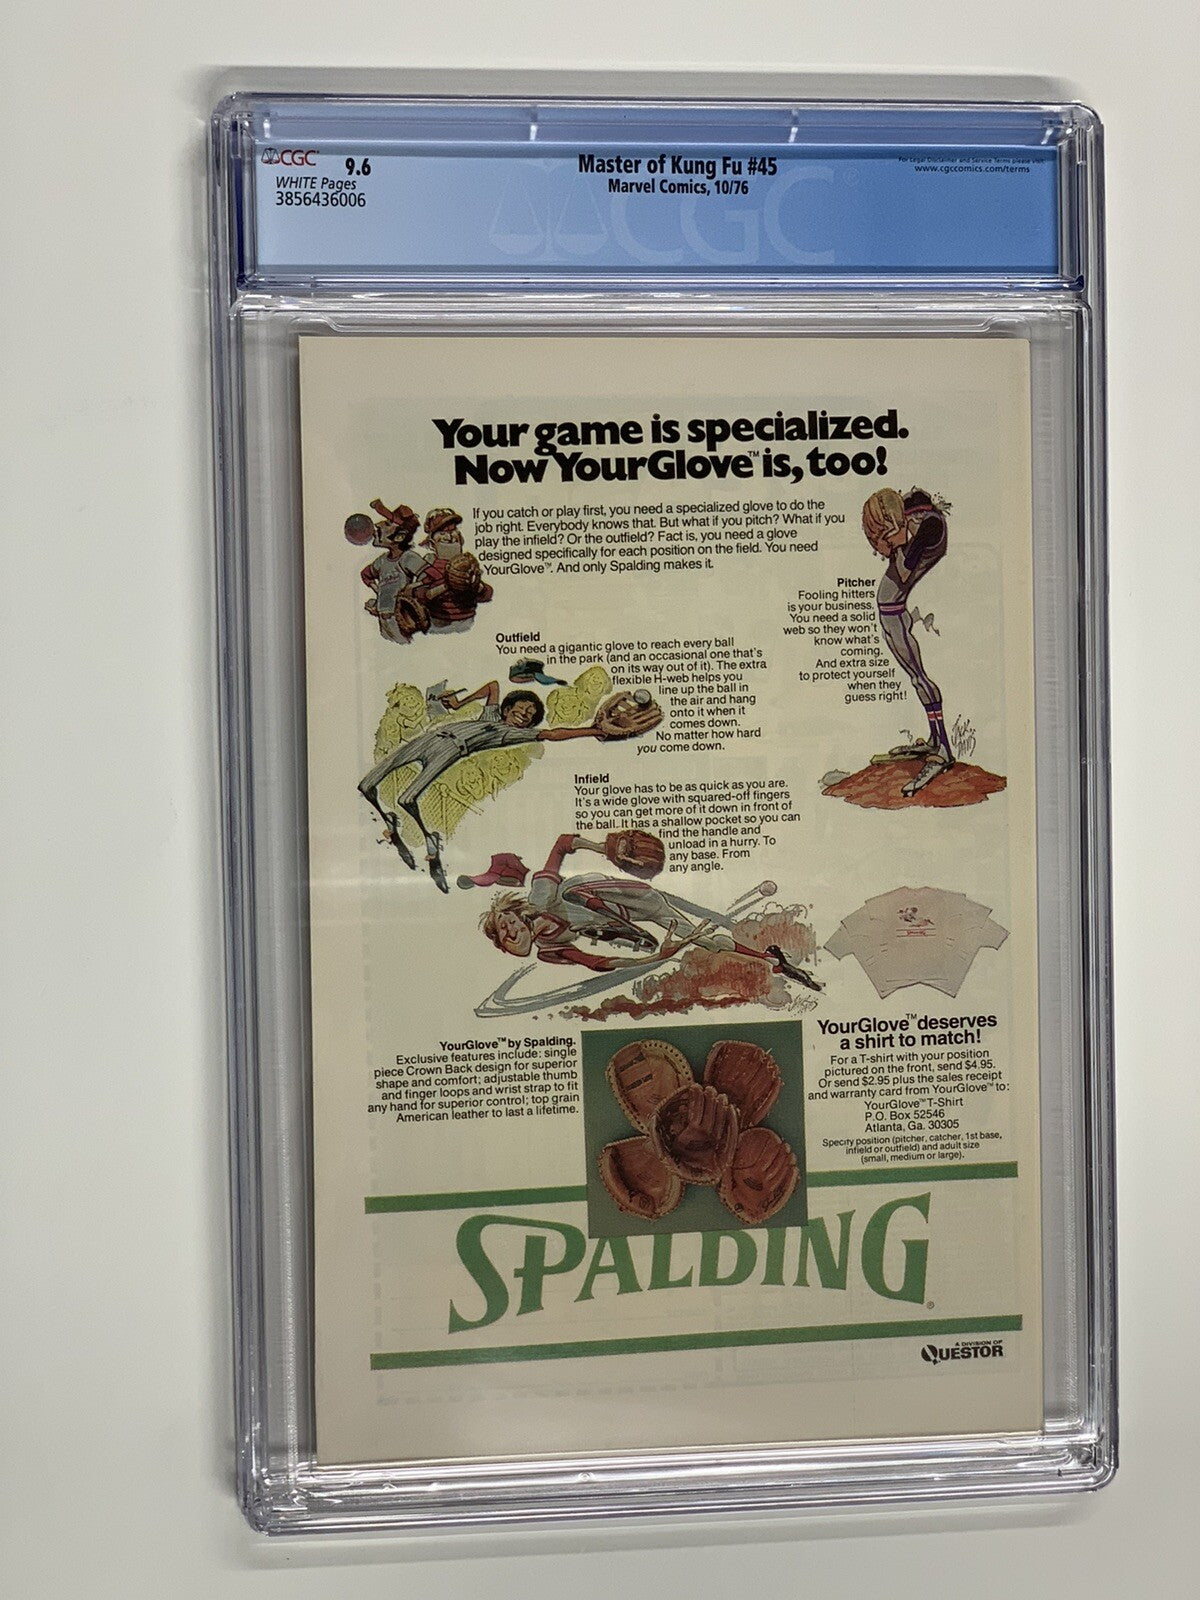 CGC 9.6
WHITE Pages
3856436006
Master of Kung Fu #45
Marvel Comics, 10/76
For Legal Disclaimer and Service Terms please visit:
www.cgccomics.com/terms
CGC
Your game is specialized.
Now YourGlove™ is, too!
If you catch or play first, you need a specialized glove to do the
job right. Everybody knows that. But what if you pitch? What if you
play the infield? Or the outfield? Fact is, you need a glove
designed specifically for each position on the field. You need
YourGlove™. And only Spalding makes it.
Pitcher
Fooling hitters
is your business.
You need a solid
web so they won't
know what's
coming.
And extra size
to protect yourself
when they
guess right!
Outfield
You need a gigantic glove to reach every ball
in the park (and an occasional one that's
on its way out of it). The extra
flexible H-web helps you
line up the ball in
the air and hang
onto it when it
comes down.
No matter how hard
you come down.
JACK DAVIS
Infield
Your glove has to be as quick as you are.
It's a wide glove with squared-off fingers
so you can get more of it down in front of
the ball. It has a shallow pocket so you can
find the handle and
unload in a hurry. To
any base. From
any angle.
YourGlove™ by Spalding.
Exclusive features include: single
piece Crown Back design for superior
shape and comfort; adjustable thumb
and finger loops and wrist strap to fit
any hand for superior control; top grain
American leather to last a lifetime.
YourGlove™ deserves
a shirt to match!
For a T-shirt with your position
pictured on the front, send $4.95.
Or send $2.95 plus the sales receipt
and warranty card from YourGlove™ to:
YourGlove™ T-Shirt
P.O. Box 52546
Atlanta, Ga. 30305
Specify position (pitcher, catcher, 1st base,
infield or outfield) and adult size
(small, medium or large).
SPALDING®
A DIVISION OF
QUESTOR